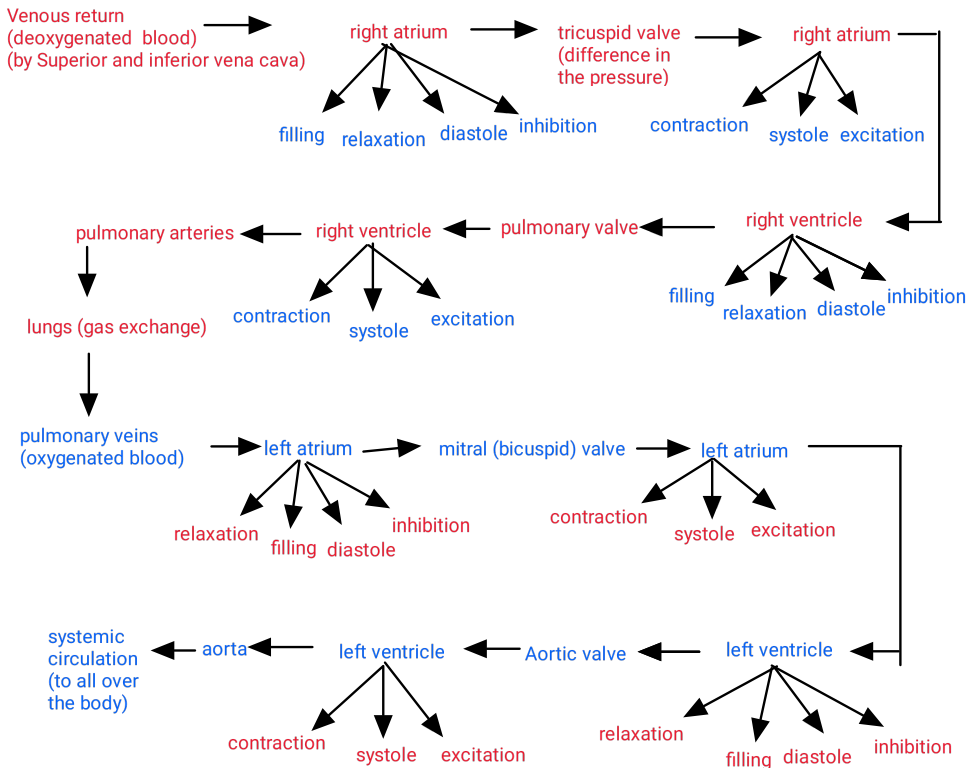 Venous return
(deoxygenated blood)
(by Superior and inferior vena cava)
right atrium
filling
relaxation
diastole
inhibition
tricuspid valve
(difference in
the pressure)
right atrium
contraction
systole
excitation
right ventricle
filling
relaxation
diastole
inhibition
pulmonary valve
right ventricle
contraction
systole
excitation
pulmonary arteries
lungs (gas exchange)
pulmonary veins
(oxygenated blood)
left atrium
relaxation
filling
diastole
inhibition
mitral (bicuspid) valve
left atrium
contraction
systole
excitation
left ventricle
relaxation
filling
diastole
inhibition
Aortic valve
left ventricle
contraction
systole
excitation
aorta
systemic
circulation
(to all over
the body)